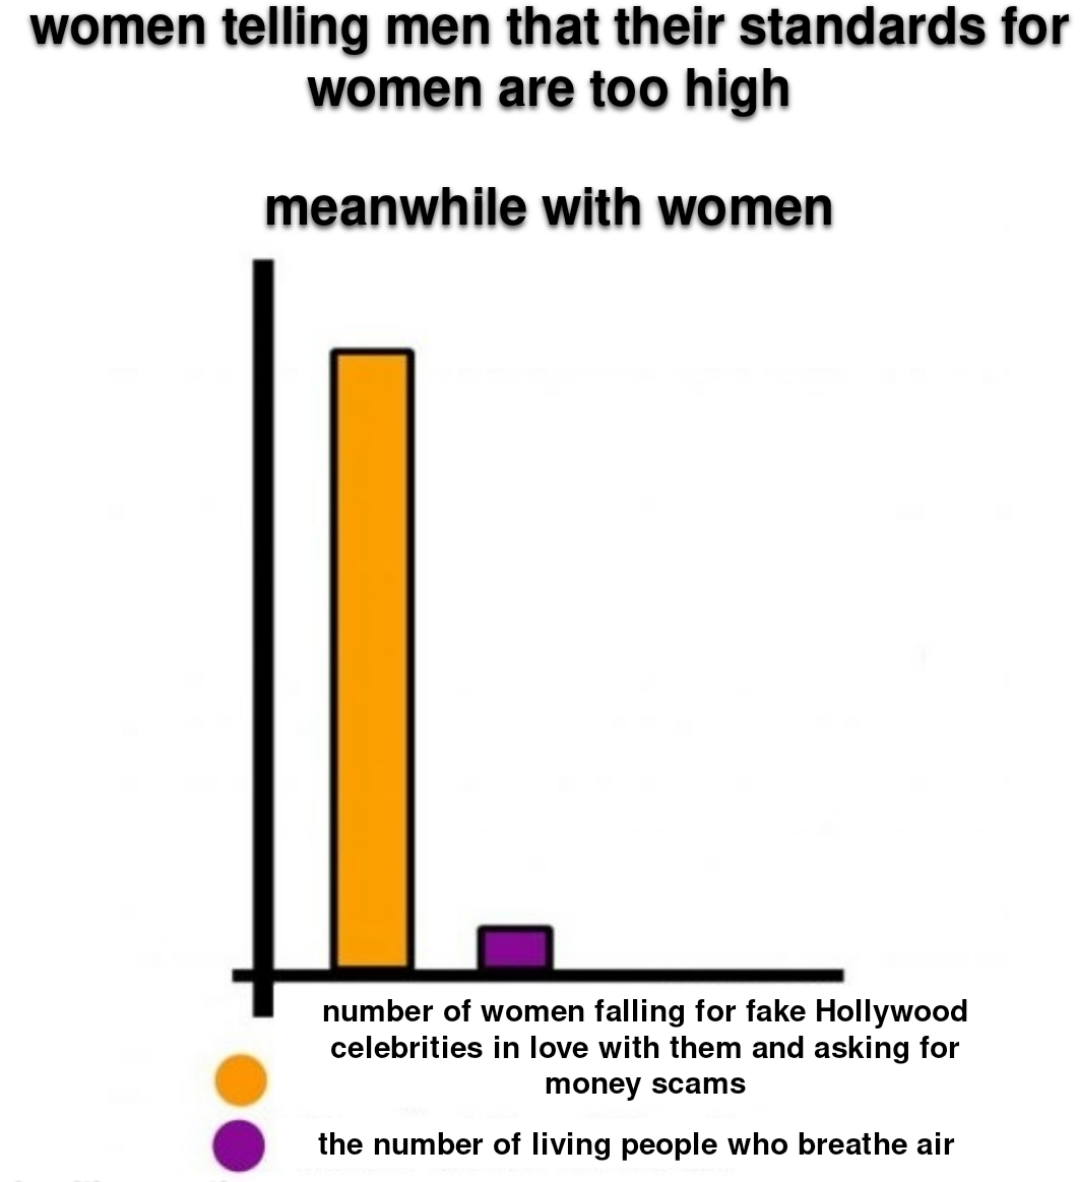 women telling men that their standards for
women are too high
meanwhile with women
number of women falling for fake Hollywood
celebrities in love with them and asking for
money scams
the number of living people who breathe air